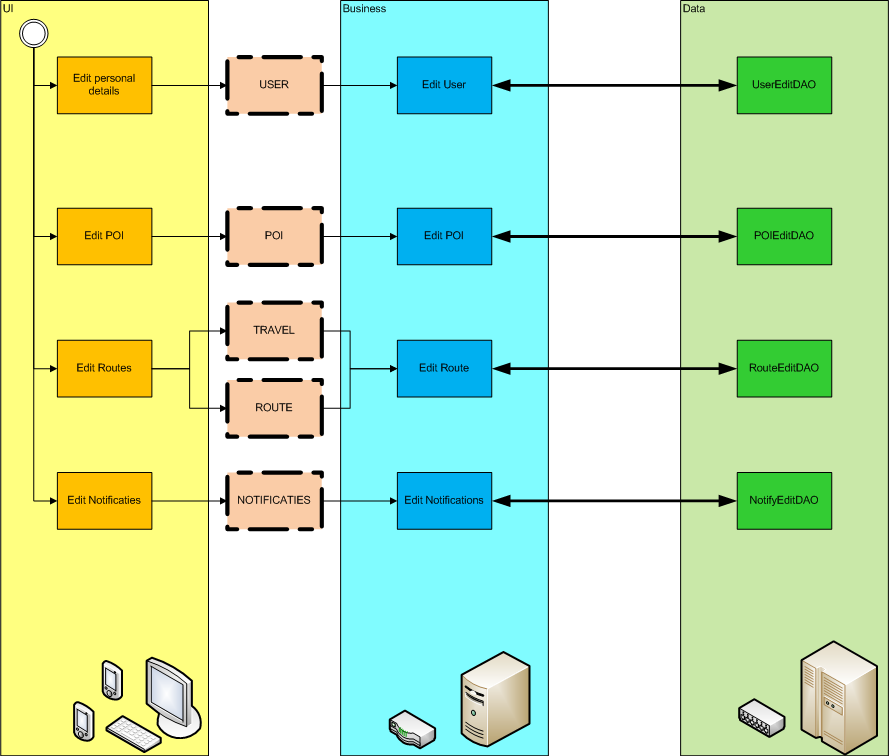 UI
Business
Data
Edit personal
details
USER
Edit User
UserEditDAO
Edit POI
POI
Edit POI
POIEditDAO
TRAVEL
Edit Routes
Edit Route
RouteEditDAO
ROUTE
Edit Notificaties
NOTIFICATIES
Edit Notifications
NotifyEditDAO